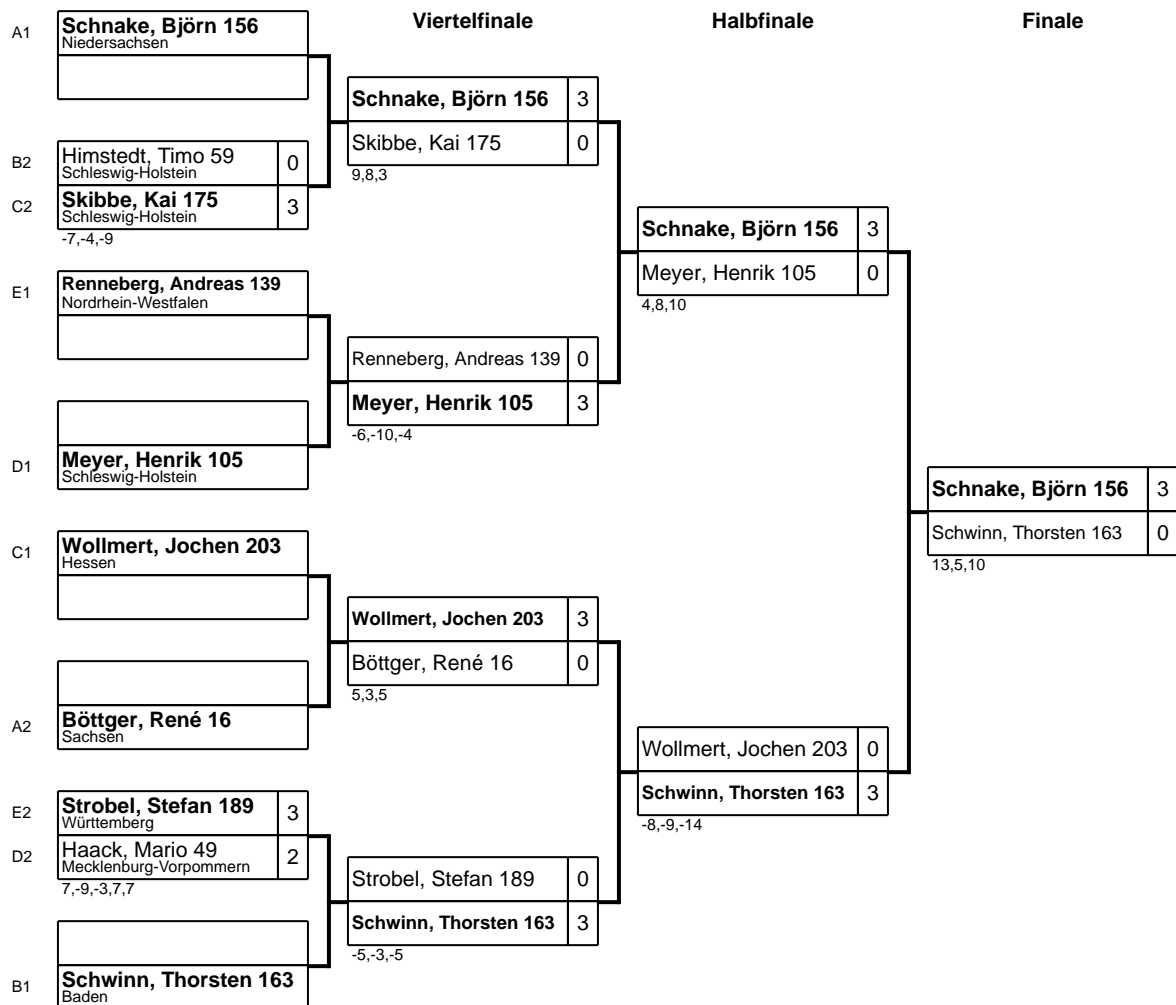 Viertelfinale
Halbfinale
Finale
A1
Schnake, Björn 156
Niedersachsen
B2
Himstedt, Timo 59
0
Schleswig-Holstein
C2
Skibbe, Kai 175
3
Schleswig-Holstein
-7,-4,-9
E1
Renneberg, Andreas 139
Nordrhein-Westfalen
D1
Meyer, Henrik 105
Schleswig-Holstein
C1
Wollmert, Jochen 203
Hessen
A2
Böttger, René 16
Sachsen
E2
Strobel, Stefan 189
3
Württemberg
D2
Haack, Mario 49
2
Mecklenburg-Vorpommern
7,-9,-3,7,7
B1
Schwinn, Thorsten 163
Baden
Schnake, Björn 156
3
Skibbe, Kai 175
0
9,8,3
Renneberg, Andreas 139
0
Meyer, Henrik 105
3
-6,-10,-4
Wollmert, Jochen 203
3
Böttger, René 16
0
5,3,5
Strobel, Stefan 189
0
Schwinn, Thorsten 163
3
-5,-3,-5
Schnake, Björn 156
3
Meyer, Henrik 105
0
4,8,10
Wollmert, Jochen 203
0
Schwinn, Thorsten 163
3
-8,-9,-14
Schnake, Björn 156
3
Schwinn, Thorsten 163
0
13,5,10